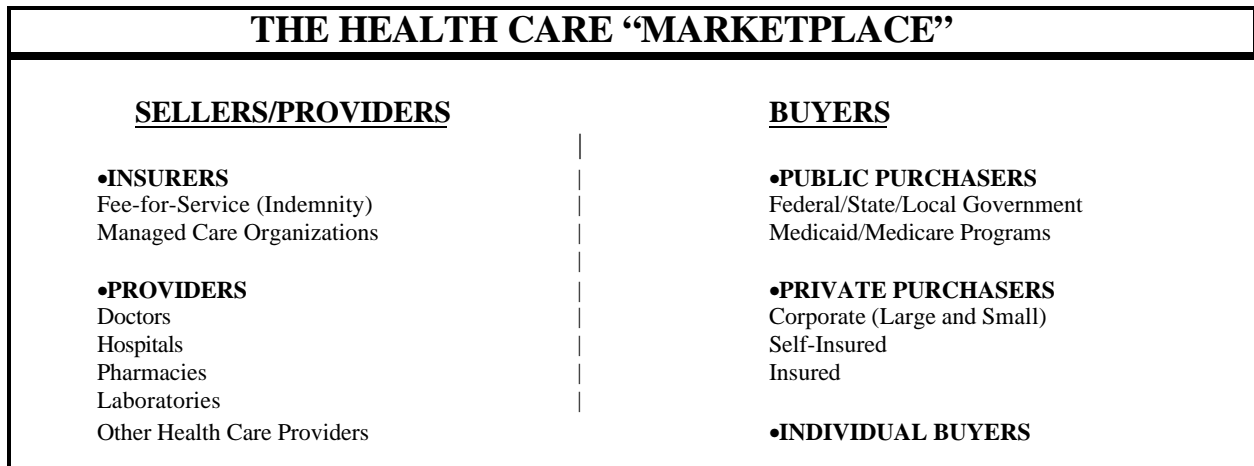 THE HEALTH CARE “MARKETPLACE”
SELLERS/PROVIDERS
•INSURERS
Fee-for-Service (Indemnity)
Managed Care Organizations
•PROVIDERS
Doctors
Hospitals
Pharmacies
Laboratories
Other Health Care Providers
BUYERS
•PUBLIC PURCHASERS
Federal/State/Local Government
Medicaid/Medicare Programs
•PRIVATE PURCHASERS
Corporate (Large and Small)
Self-Insured
Insured
•INDIVIDUAL BUYERS